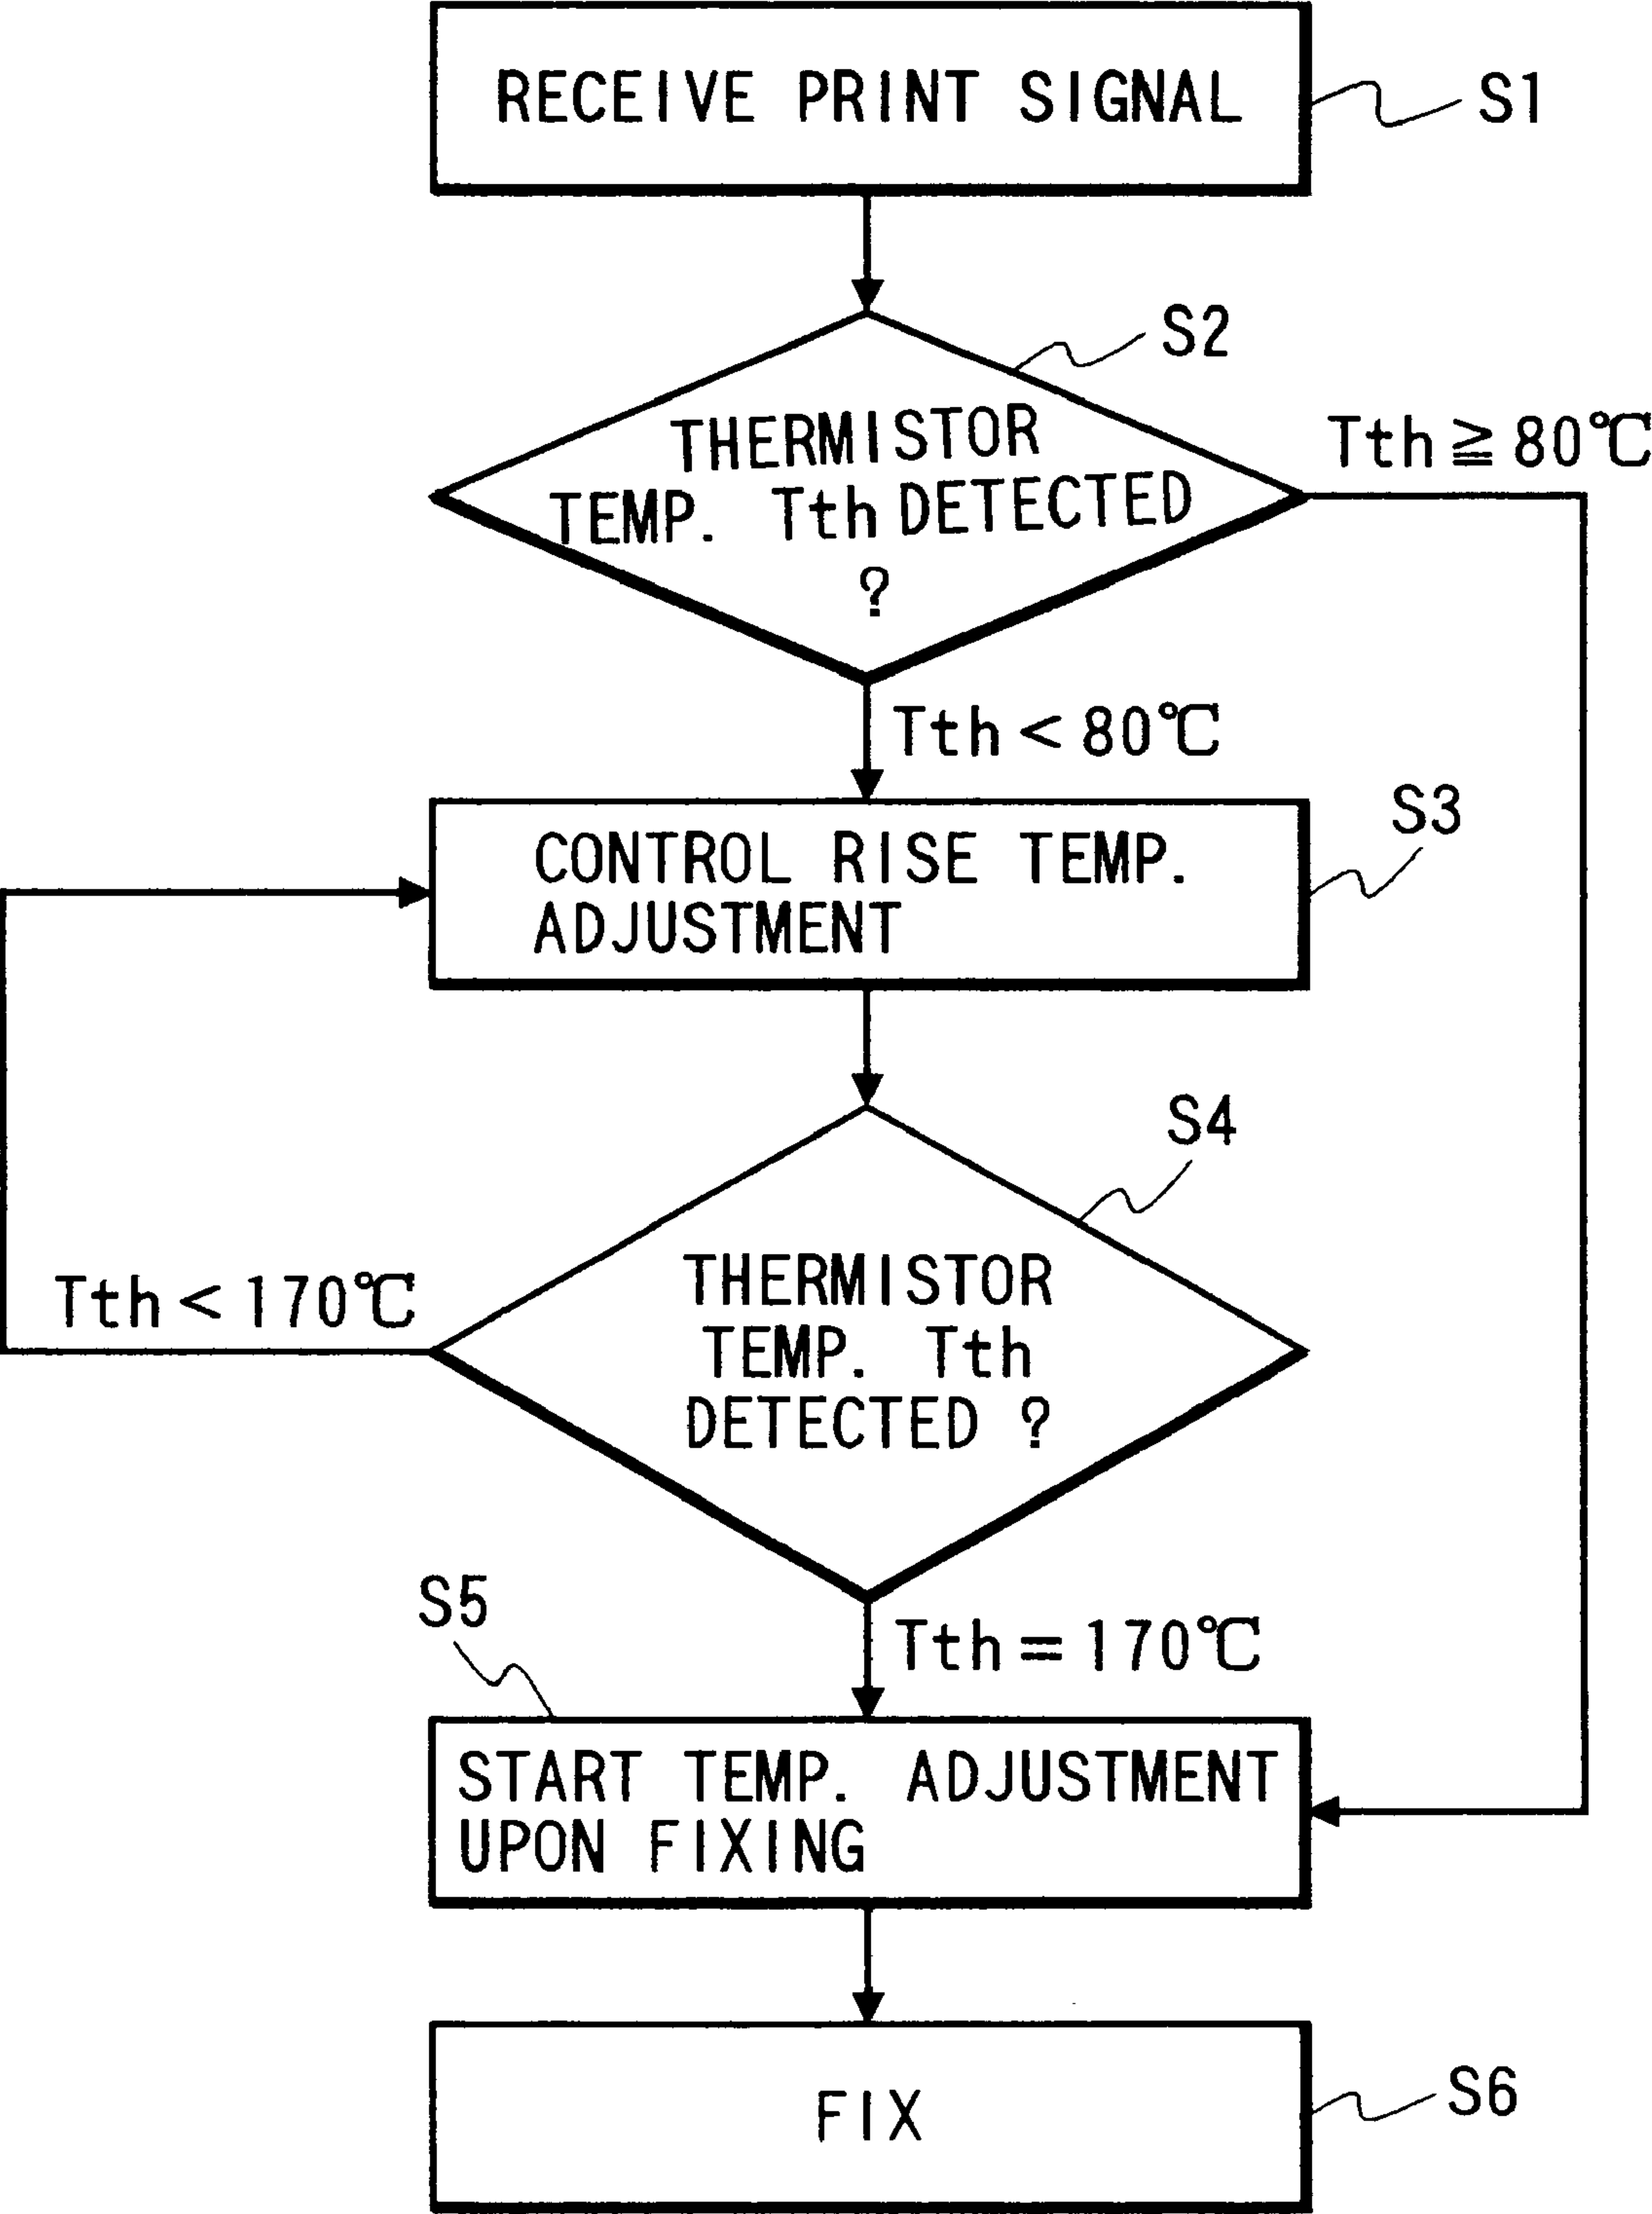 RECEIVE PRINT SIGNAL
S1
S2
THERMISTOR
TEMP. Tth DETECTED
?
Tth ≧ 80℃
Tth < 80℃
S3
CONTROL RISE TEMP.
ADJUSTMENT
S4
THERMISTOR
TEMP. Tth
DETECTED ?
Tth < 170℃
Tth = 170℃
S5
START TEMP. ADJUSTMENT
UPON FIXING
FIX
S6